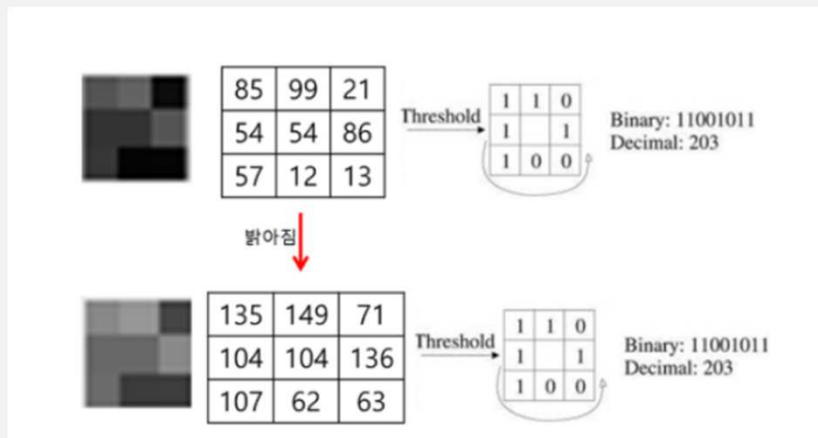 85 99 21
54 54 86
57 12 13
Threshold
1 1 0
1 1
1 0 0
Binary: 11001011
Decimal: 203
밝아짐
135 149 71
104 104 136
107 62 63
Threshold
1 1 0
1 1
1 0 0
Binary: 11001011
Decimal: 203